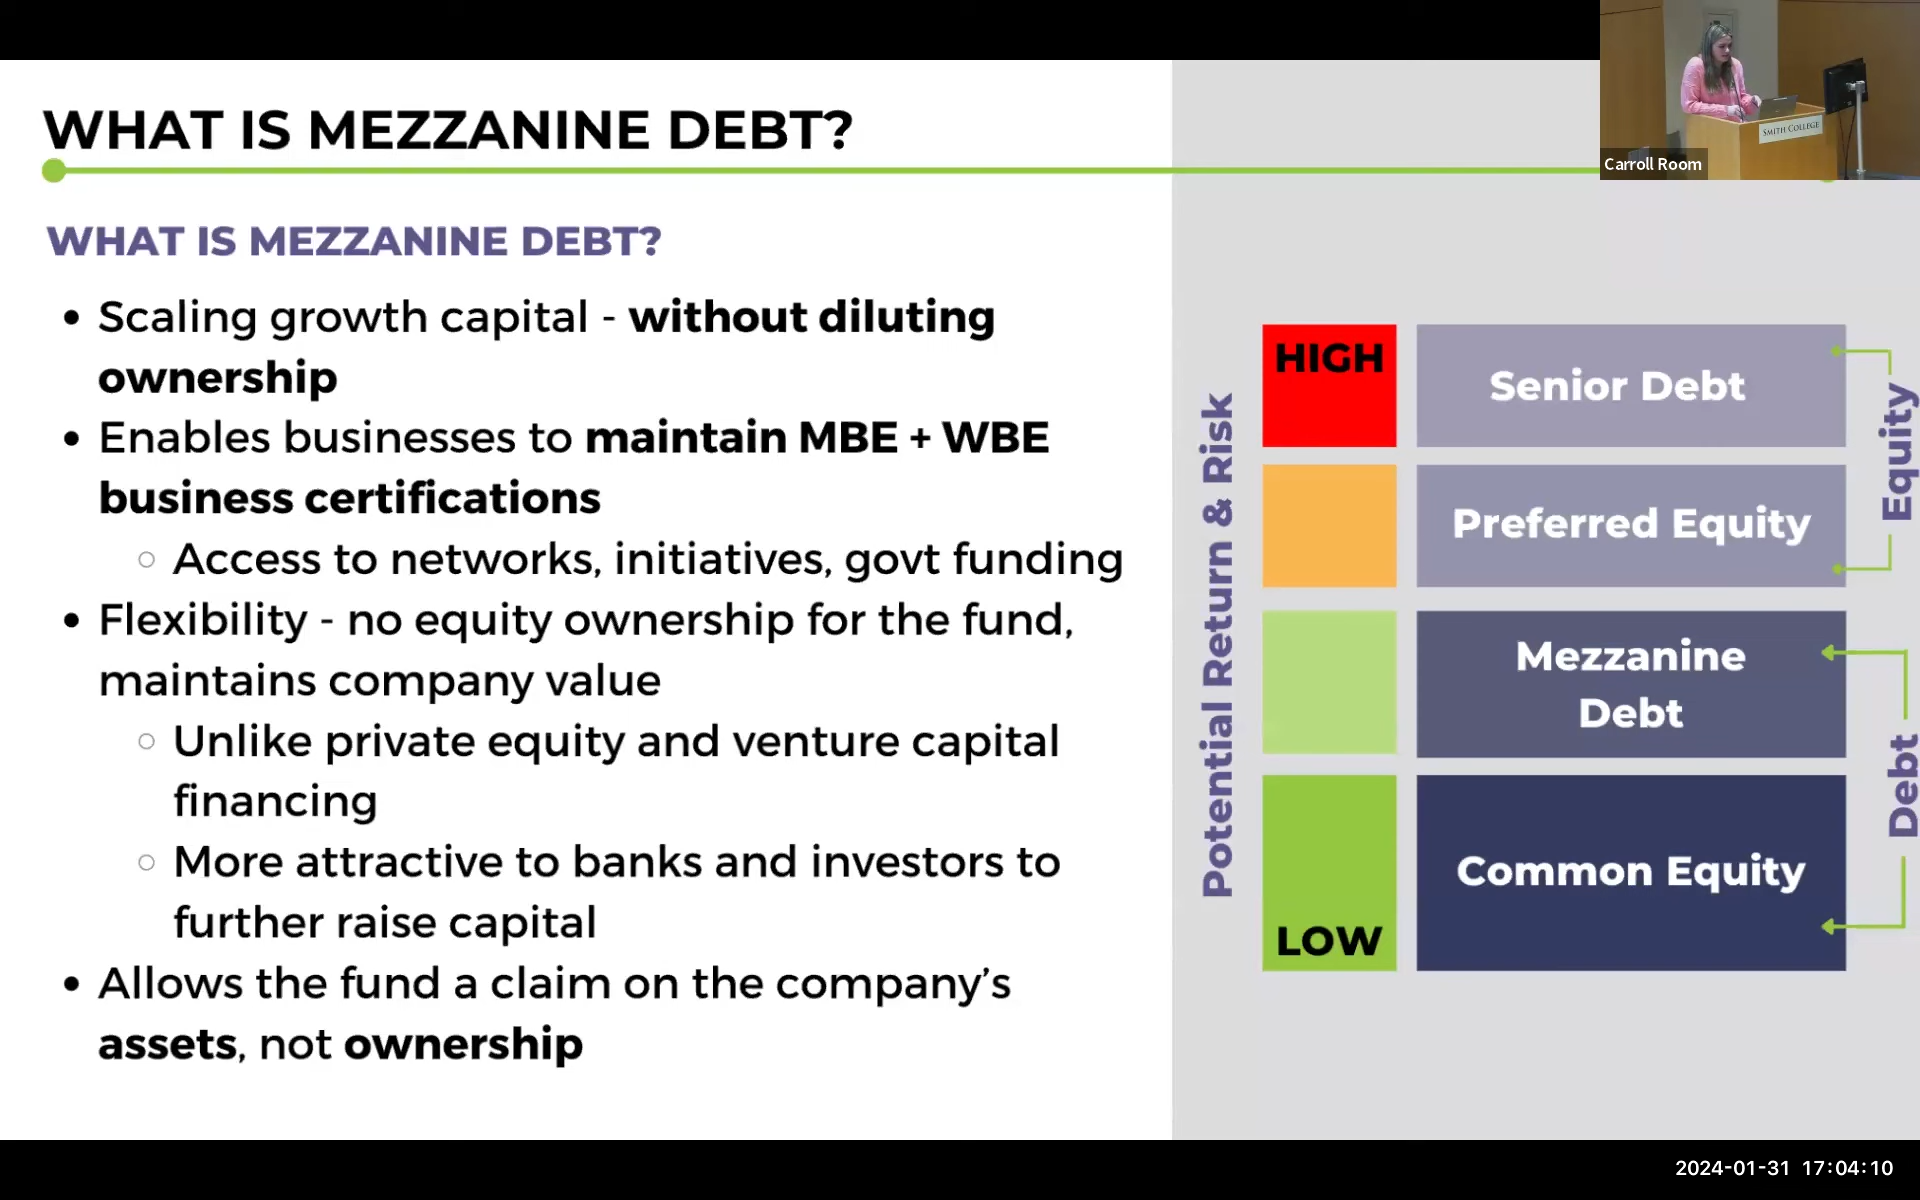 WHAT IS MEZZANINE DEBT?
WHAT IS MEZZANINE DEBT?
• Scaling growth capital - without diluting
ownership
• Enables businesses to maintain MBE + WBE
business certifications
○ Access to networks, initiatives, govt funding
• Flexibility - no equity ownership for the fund,
maintains company value
○ Unlike private equity and venture capital
financing
○ More attractive to banks and investors to
further raise capital
• Allows the fund a claim on the company’s
assets, not ownership
Potential Return & Risk
HIGH
LOW
Senior Debt
Preferred Equity
Mezzanine
Debt
Common Equity
Equity
Debt
SMITH COLLEGE
Carroll Room
2024-01-31 17:04:10